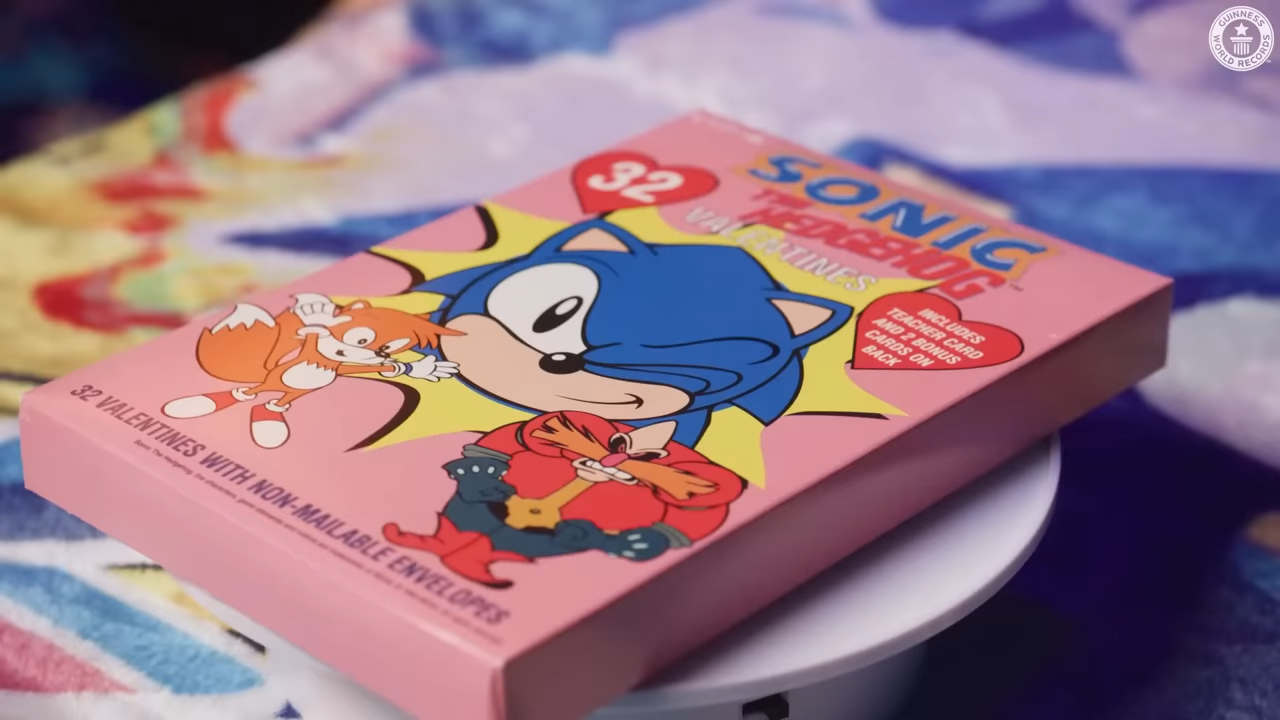 GUINNESS
WORLD RECORDS
32
SONIC
THE
HEDGEHOG™
VALENTINES
INCLUDES
TEACHER CARD
AND 2 BONUS
CARDS ON
BACK
32 VALENTINES WITH NON-MAILABLE ENVELOPES